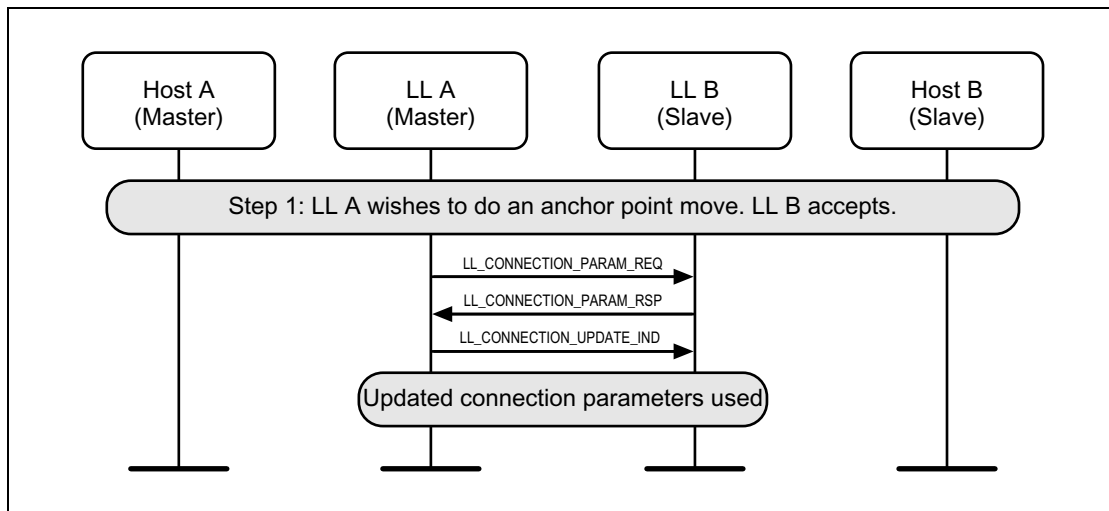 Host A
(Master)
LL A
(Master)
LL B
(Slave)
Host B
(Slave)
Step 1: LL A wishes to do an anchor point move. LL B accepts.
LL_CONNECTION_PARAM_REQ
LL_CONNECTION_PARAM_RSP
LL_CONNECTION_UPDATE_IND
Updated connection parameters used